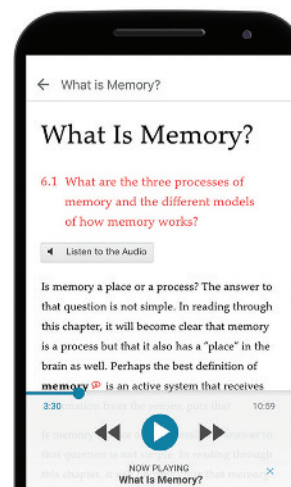 What is Memory?
What Is Memory?
6.1 What are the three processes of
memory and the different models
of how memory works?
Listen to the Audio
Is memory a place or a process? The answer to
that question is not simple. In reading through
this chapter, it will become clear that memory
is a process but that it also has a “place” in the
brain as well. Perhaps the best definition of
memory is an active system that receives
3:30 10:59
NOW PLAYING
What Is Memory?